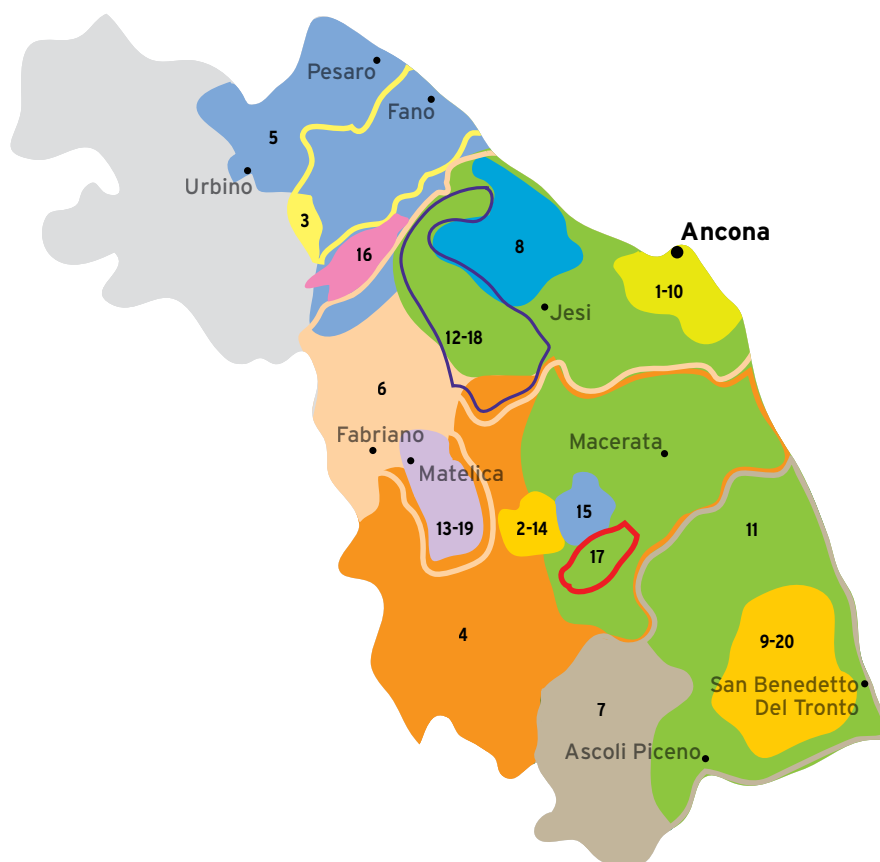 Pesaro
Fano
5
Urbino
3
16
8
Ancona
1-10
Jesi
12-18
6
Fabriano
Macerata
Matelica
15
13-19
2-14
11
17
4
9-20
San Benedetto
Del Tronto
7
Ascoli Piceno